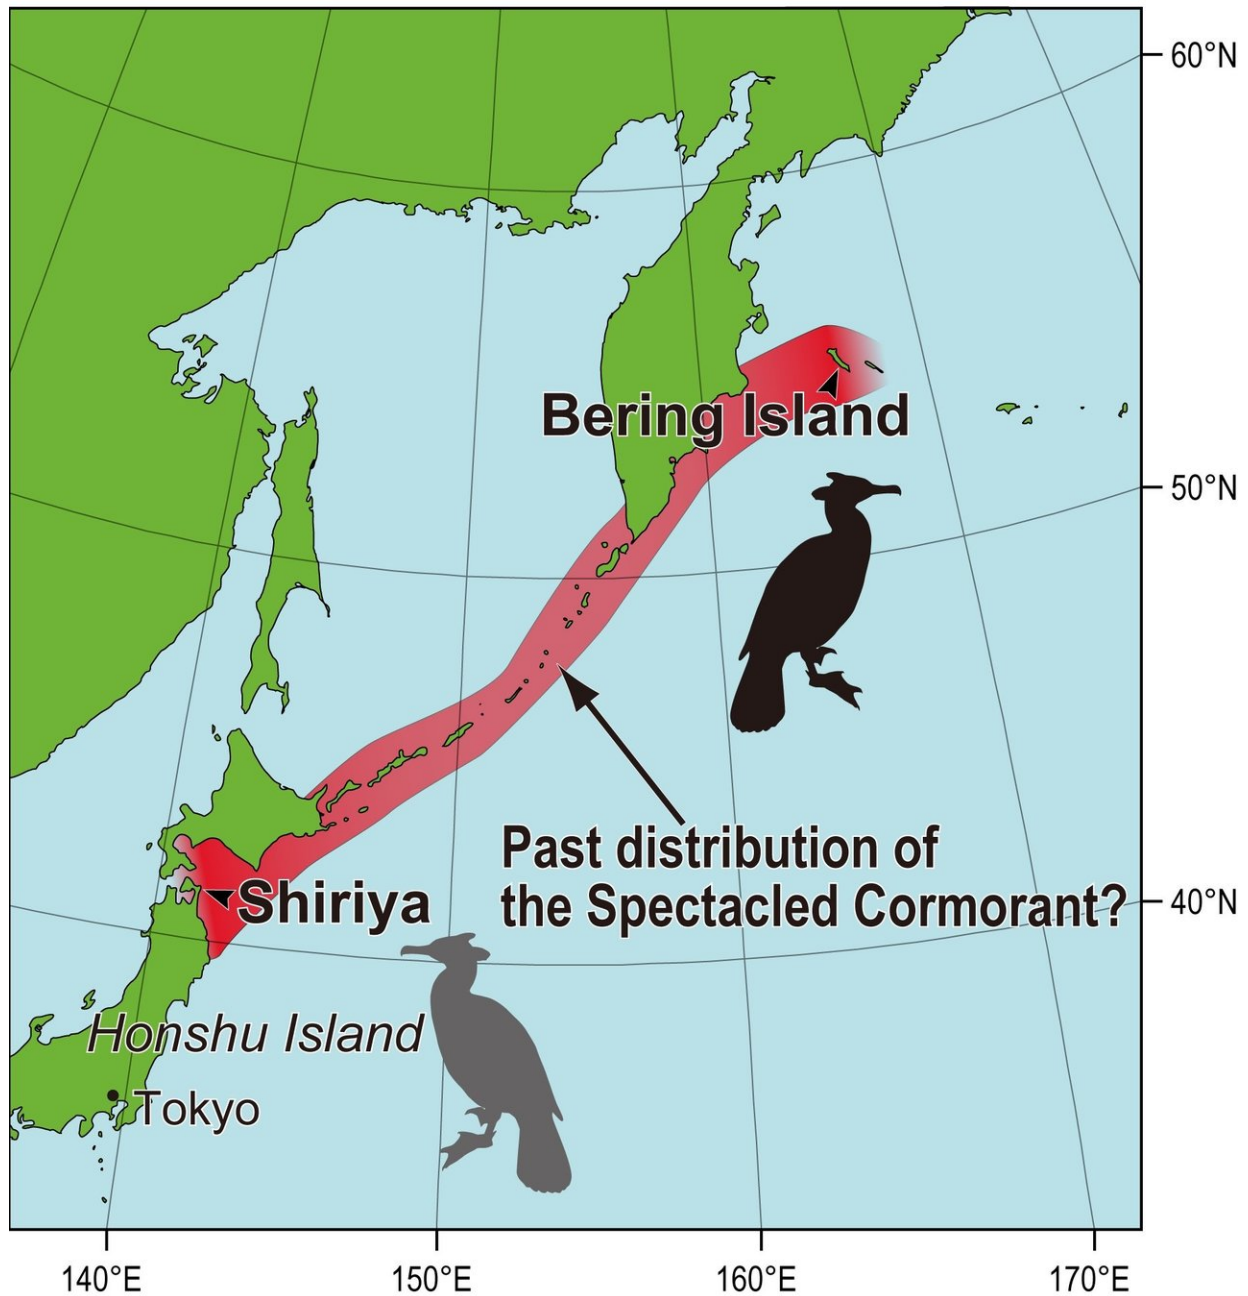 60°N
Bering Island
50°N
Past distribution of
the Spectacled Cormorant?
Shiriya
40°N
Honshu Island
Tokyo
140°E
150°E
160°E
170°E